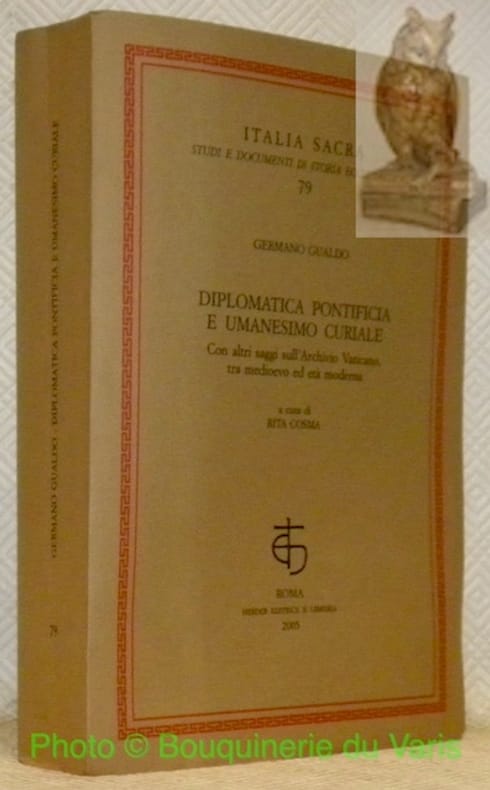 ITALIA SACRA
STUDI E DOCUMENTI DI STORIA
79
GERMANO GUALDO
DIPLOMATICA PONTIFICIA
E UMANESIMO CURIALE
Con altri saggi sull'Archivio Vaticano,
tra medioevo ed età moderna
a cura di
RITA COSMA
ROMA
HERDER EDITRICE E LIBRERIA
2005
GERMANO GUALDO - DIPLOMATICA PONTIFICIA E UMANESIMO CURIALE
79
Photo © Bouquinerie du Varis